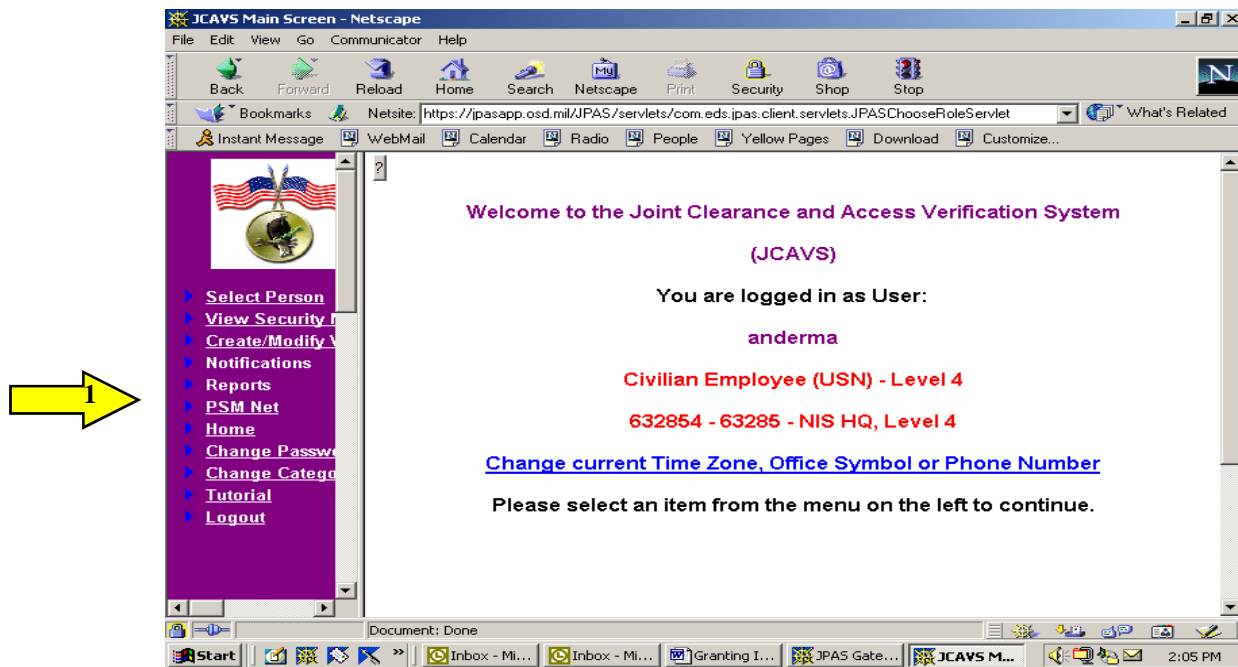 JCAVS Main Screen - Netscape
File Edit View Go Communicator Help
Back Forward Reload Home Search Netscape Print Security Shop Stop
My
N
Bookmarks Netsite: https://jpasapp.osd.mil/JPAS/servlets/com.eds.jpas.client.servlets.JPASChooseRoleServlet What's Related
Instant Message WebMail Calendar Radio People Yellow Pages Download Customize...
?
Welcome to the Joint Clearance and Access Verification System
(JCAVS)
You are logged in as User:
anderma
Civilian Employee (USN) - Level 4
632854 - 63285 - NIS HQ, Level 4
Change current Time Zone, Office Symbol or Phone Number
Please select an item from the menu on the left to continue.
Select Person
View Security
Create/Modify
Notifications
Reports
PSM Net
Home
Change Passw
Change Catego
Tutorial
Logout
1
Document: Done
Start » Inbox - Mi... Inbox - Mi... Granting I... JPAS Gate... JCAVS M... 2:05 PM